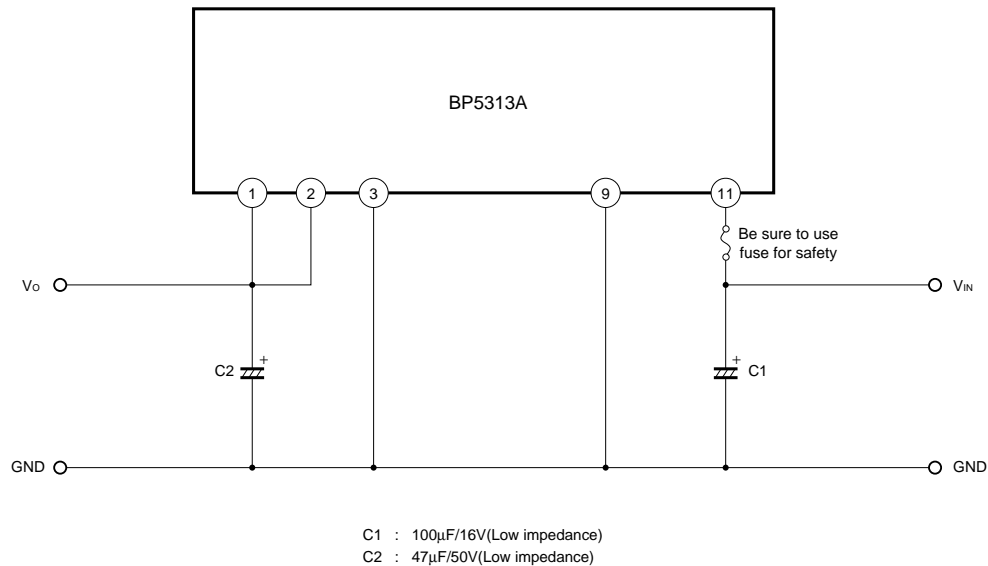 BP5313A
1
2
3
9
11
Be sure to use
fuse for safety
Vo
VIN
+
C2
+
C1
GND
GND
C1 : 100μF/16V(Low impedance)
C2 : 47μF/50V(Low impedance)